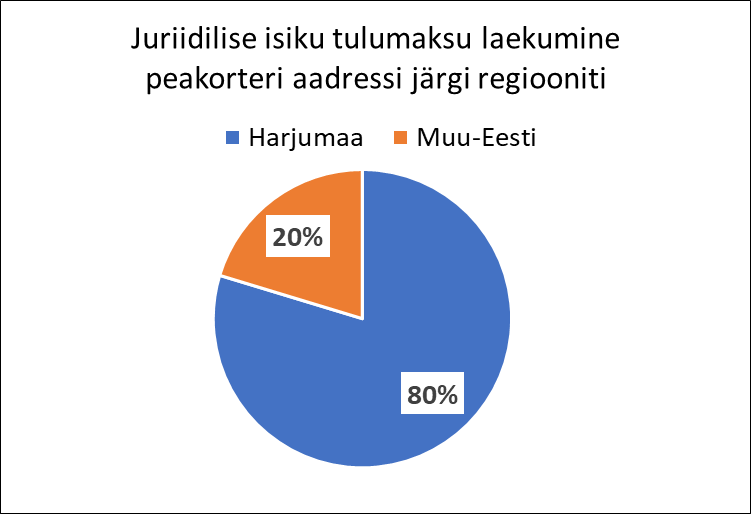 Juriidilise isiku tulumaksu laekumine
peakorteri aadressi järgi regiooniti
Harjumaa Muu-Eesti
20%
80%